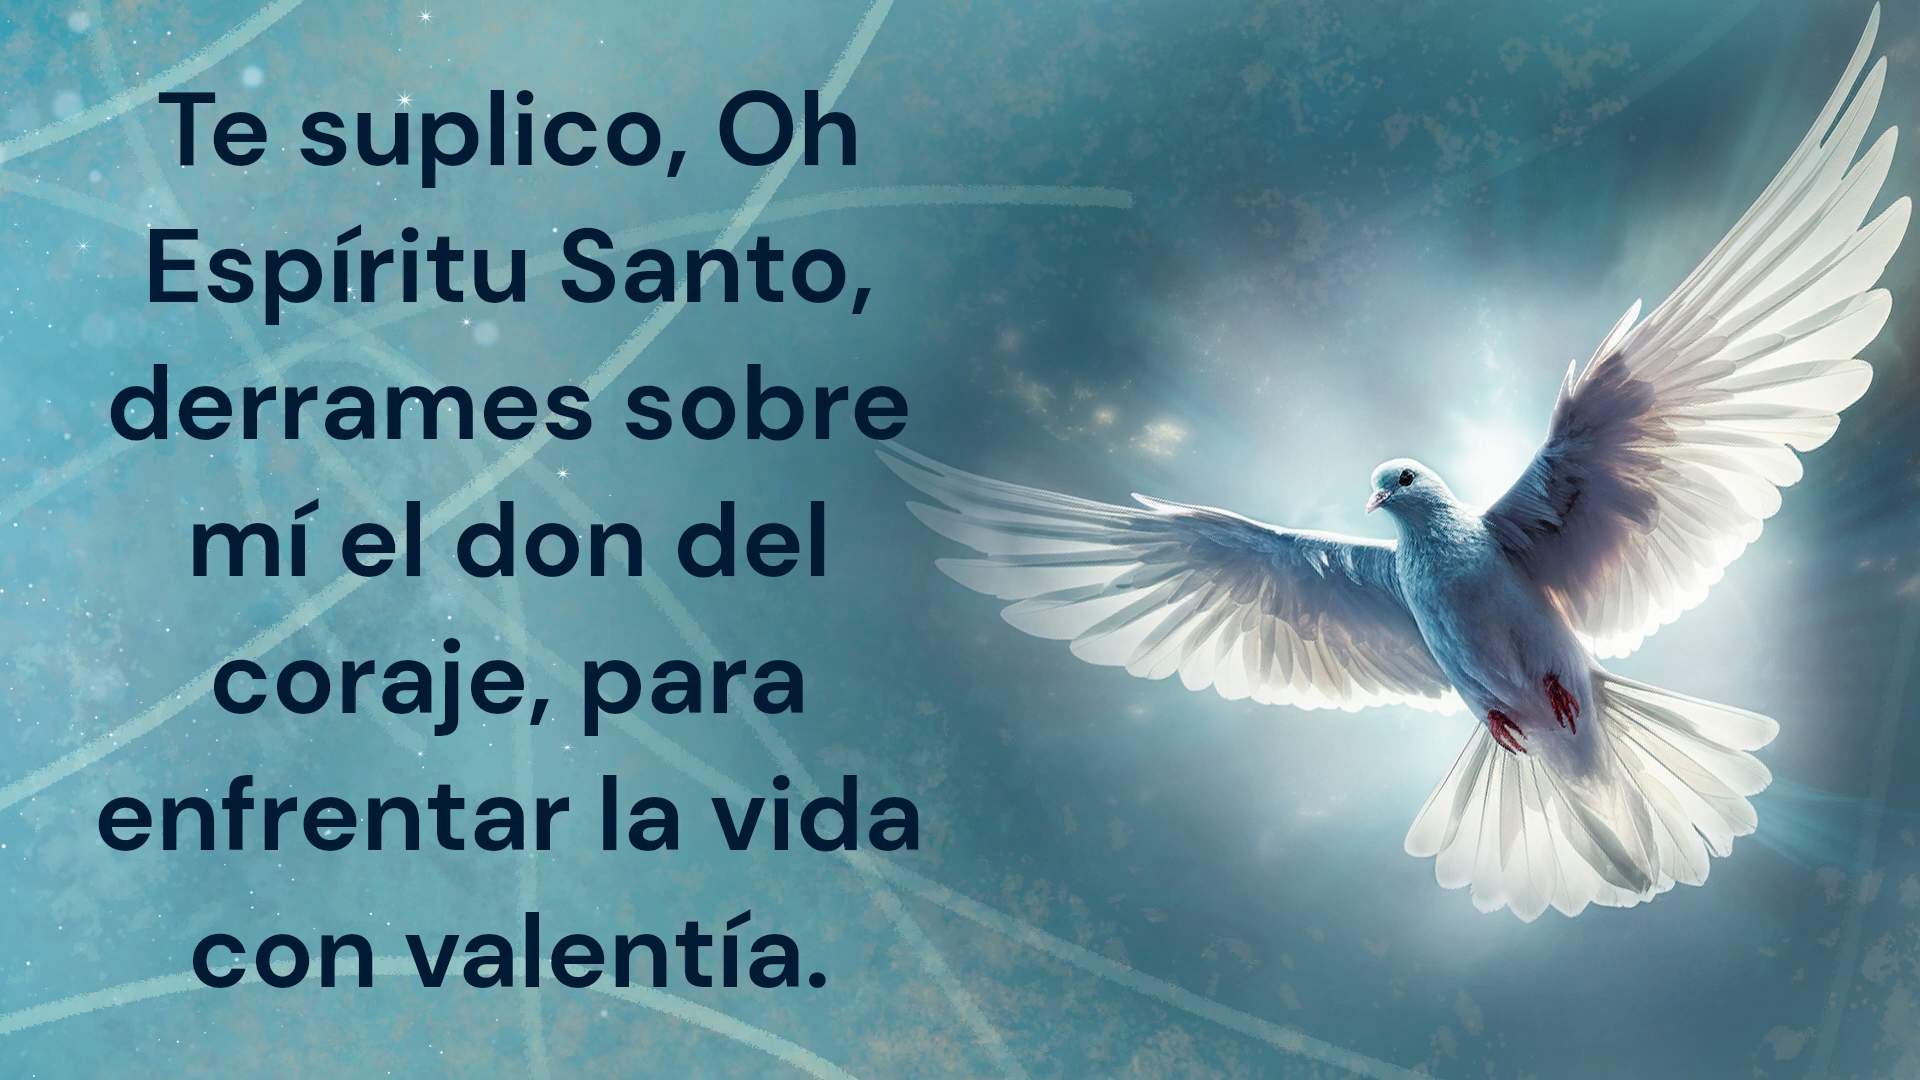 Te suplico, Oh
Espíritu Santo,
derrames sobre
mí el don del
coraje, para
enfrentar la vida
con valentía.